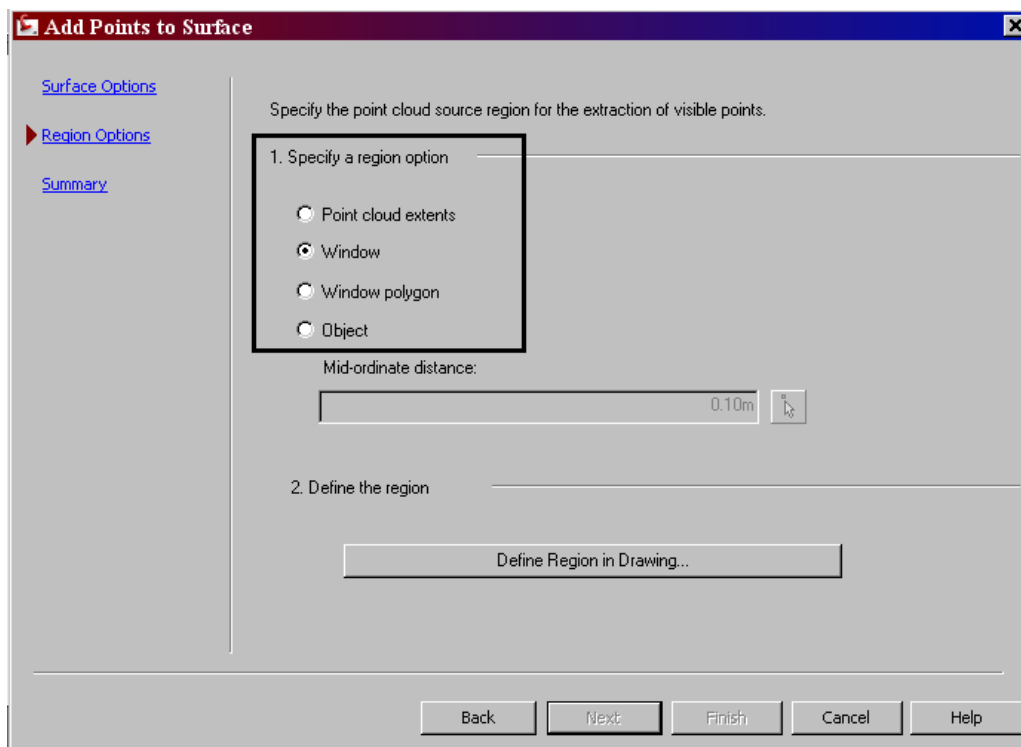 Add Points to Surface
Surface Options
Region Options
Summary
Specify the point cloud source region for the extraction of visible points.
1. Specify a region option
Point cloud extents
Window
Window polygon
Object
Mid-ordinate distance:
0.10m
2. Define the region
Define Region in Drawing...
Back Next Finish Cancel Help